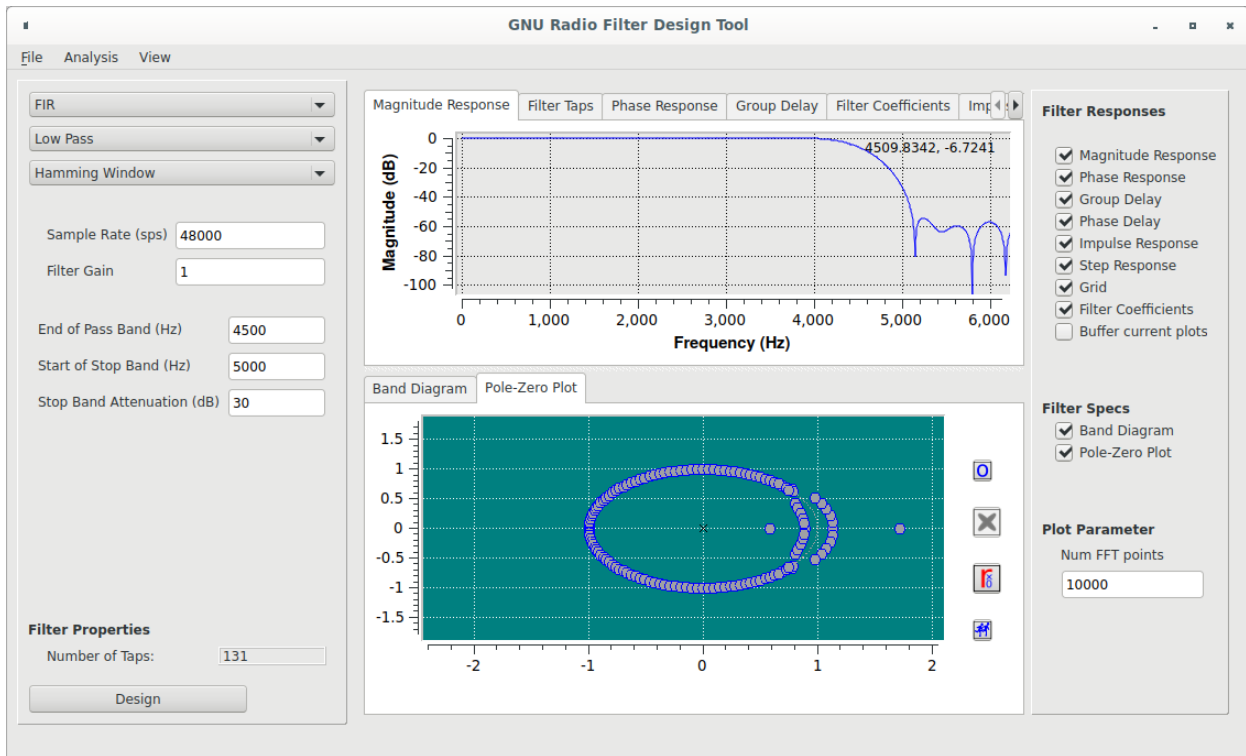 GNU Radio Filter Design Tool
File Analysis View
FIR
Low Pass
Hamming Window
Sample Rate (sps) 48000
Filter Gain 1
End of Pass Band (Hz) 4500
Start of Stop Band (Hz) 5000
Stop Band Attenuation (dB) 30
Filter Properties
Number of Taps: 131
Design
Magnitude Response Filter Taps Phase Response Group Delay Filter Coefficients
4509.8342, -6.7241
Magnitude (dB)
0
-20
-40
-60
-80
-100
0 1,000 2,000 3,000 4,000 5,000 6,000
Frequency (Hz)
Band Diagram Pole-Zero Plot
1.5
1
0.5
0
-0.5
-1
-1.5
-2 -1 0 1 2
Filter Responses
Magnitude Response
Phase Response
Group Delay
Phase Delay
Impulse Response
Step Response
Grid
Filter Coefficients
Buffer current plots
Filter Specs
Band Diagram
Pole-Zero Plot
Plot Parameter
Num FFT points
10000